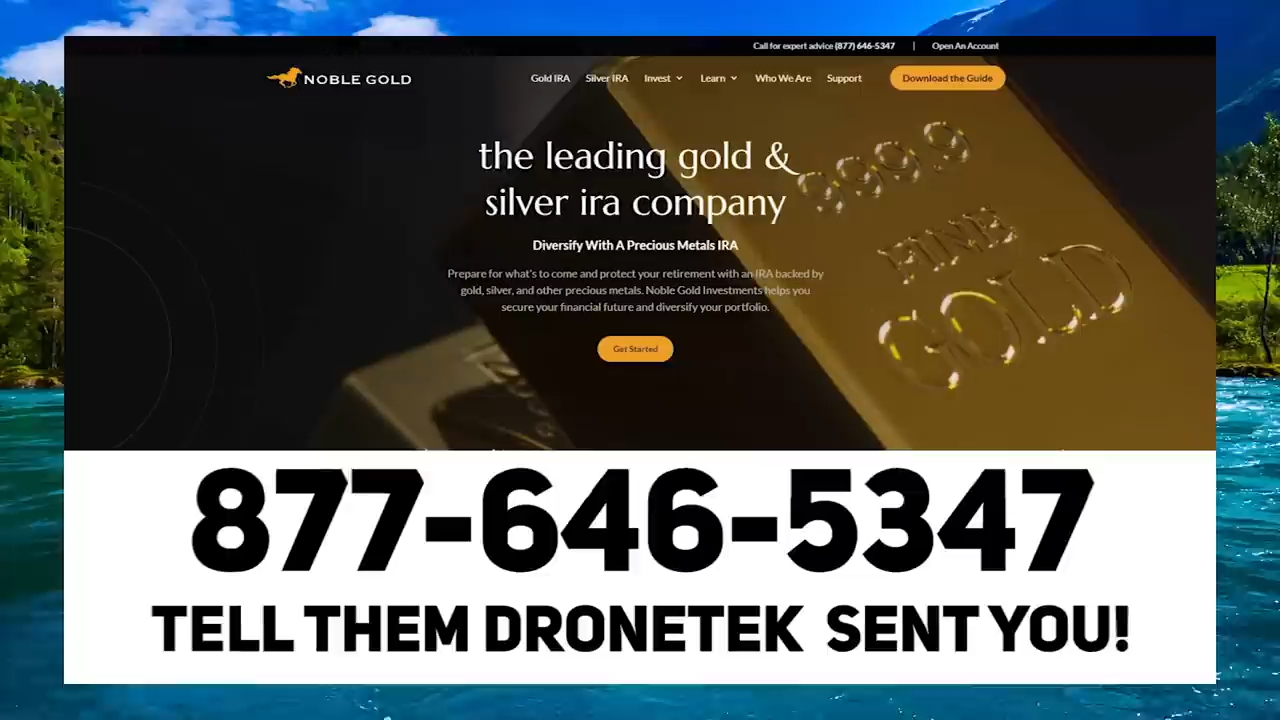 Call for expert advice (877) 646-5347 | Open An Account
NOBLE GOLD Gold IRA Silver IRA Invest Learn Who We Are Support Download the Guide
the leading gold &
silver ira company
Diversify With A Precious Metals IRA
Prepare for what's to come and protect your retirement with an IRA backed by
gold, silver, and other precious metals. Noble Gold Investments helps you
secure your financial future and diversify your portfolio.
Get Started
999.9
FINE
GOLD
877-646-5347
TELL THEM DRONETEK SENT YOU!